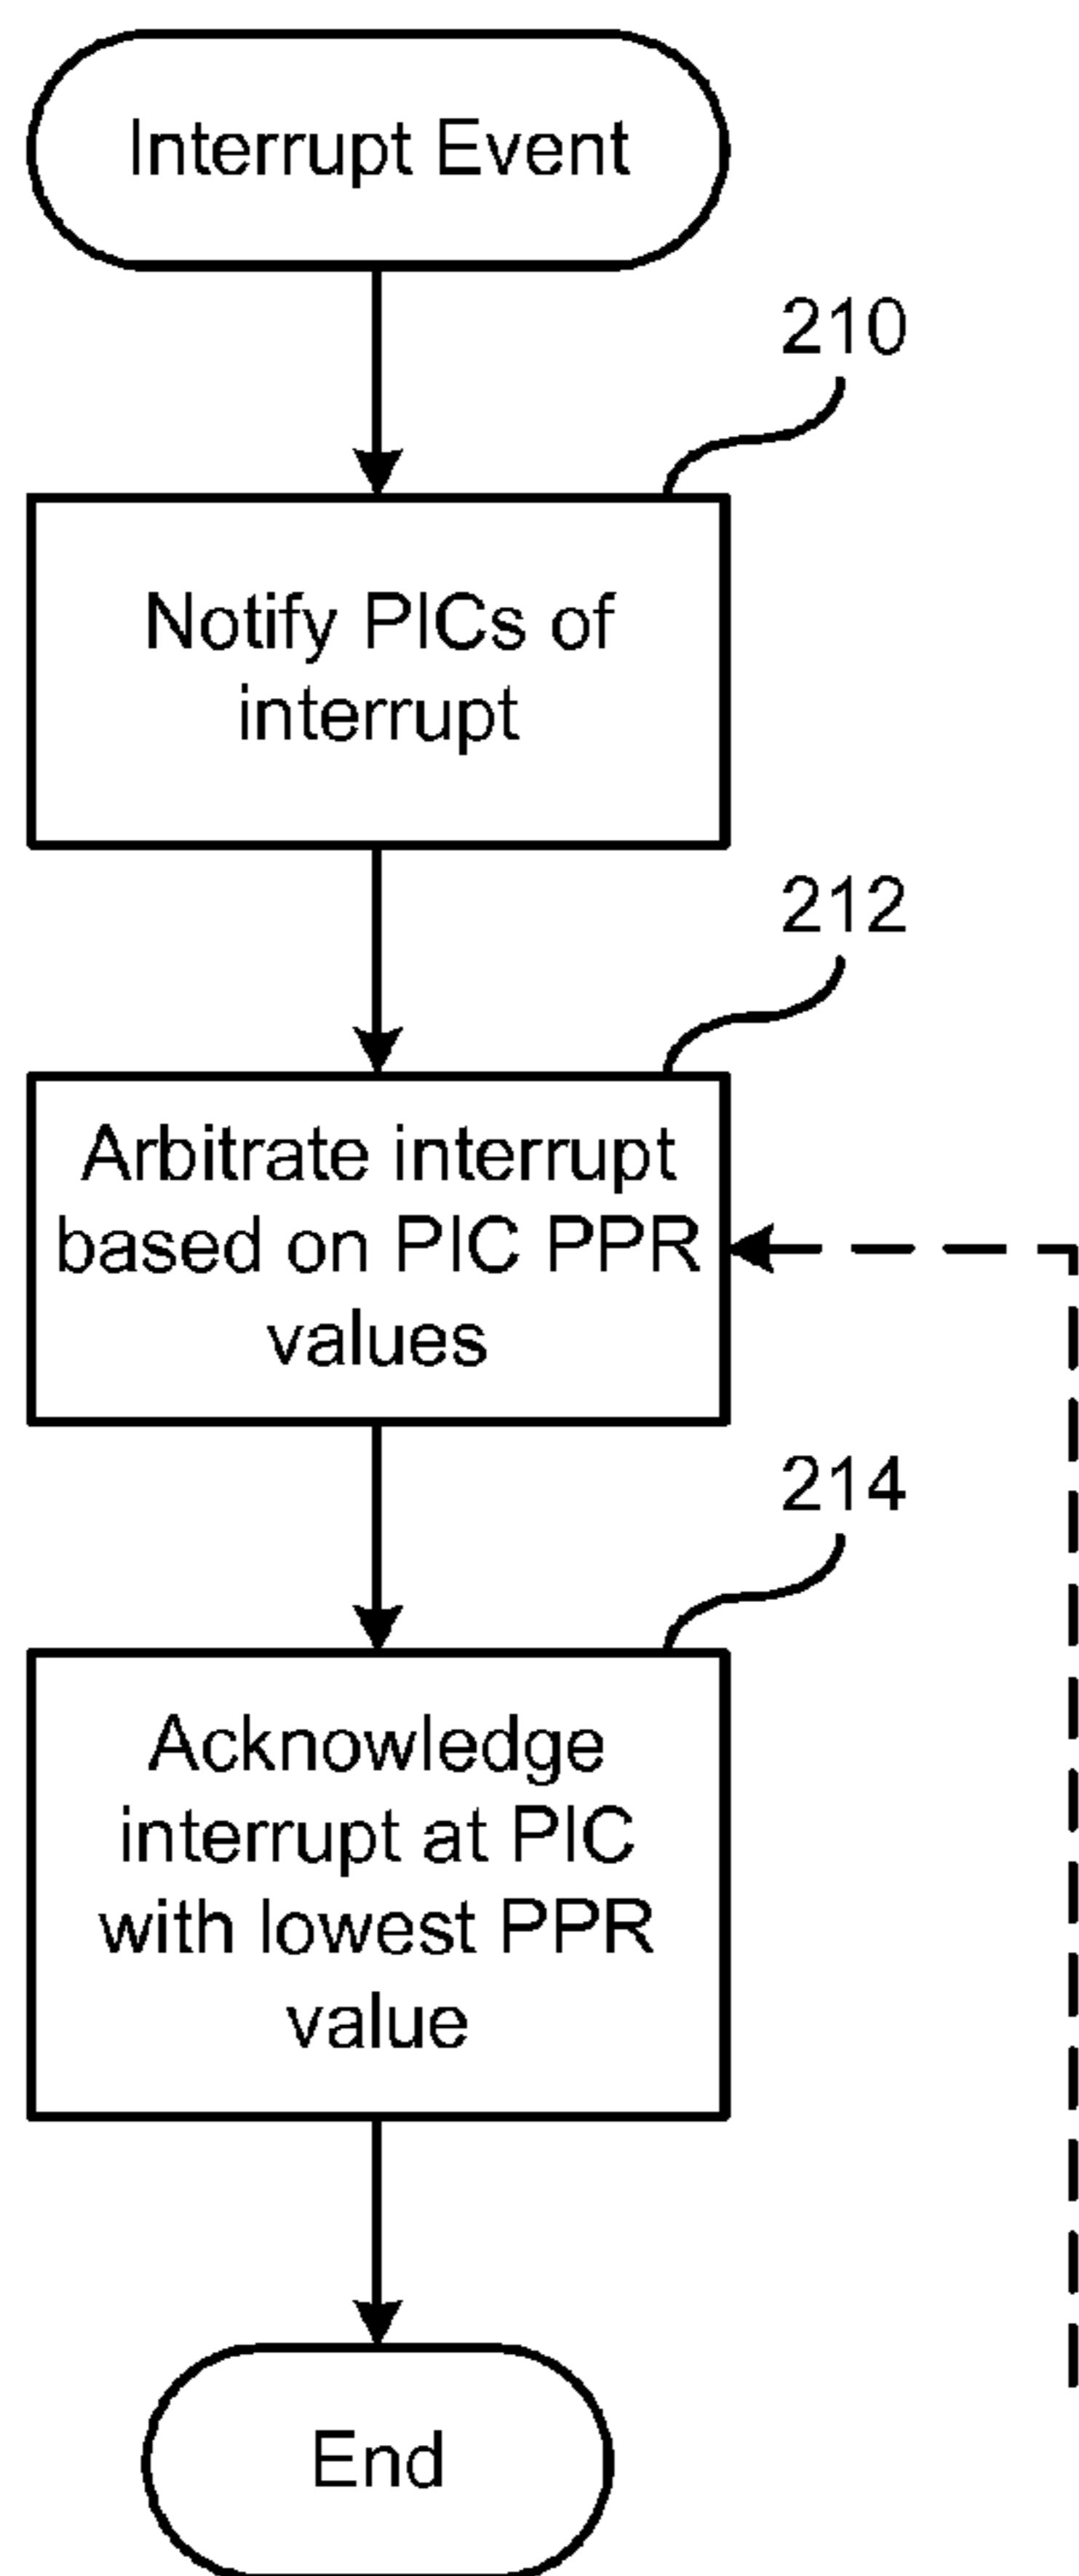 Interrupt Event
210
Notify PICs of
interrupt
212
Arbitrate interrupt
based on PIC PPR
values
214
Acknowledge
interrupt at PIC
with lowest PPR
value
End